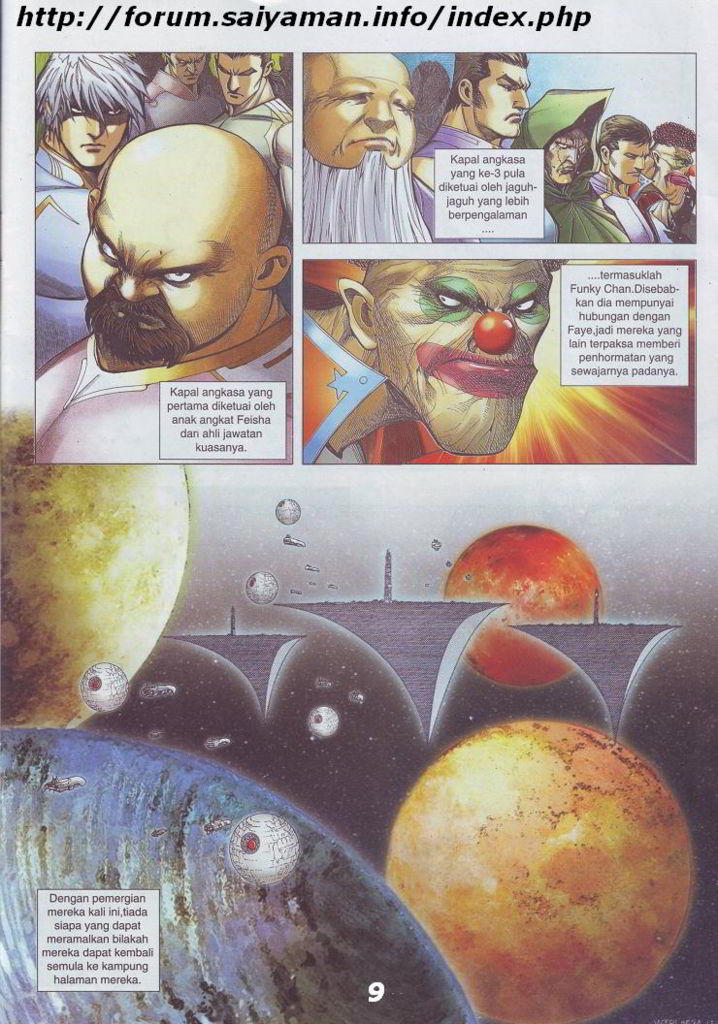 http://forum.saiyaman.info/index.php
Kapal angkasa yang
pertama diketuai oleh
anak angkat Feisha
dan ahli jawatan
kuasanya.
Kapal angkasa
yang ke-3 pula
diketuai oleh jaguh-
jaguh yang lebih
berpengalaman
....
....termasuklah
Funky Chan.Disebab-
kan dia mempunyai
hubungan dengan
Faye,jadi mereka yang
lain terpaksa memberi
penhormatan yang
sewajarnya padanya.
Dengan pemergian
mereka kali ini,tiada
siapa yang dapat
meramalkan bilakah
mereka dapat kembali
semula ke kampung
halaman mereka.
9